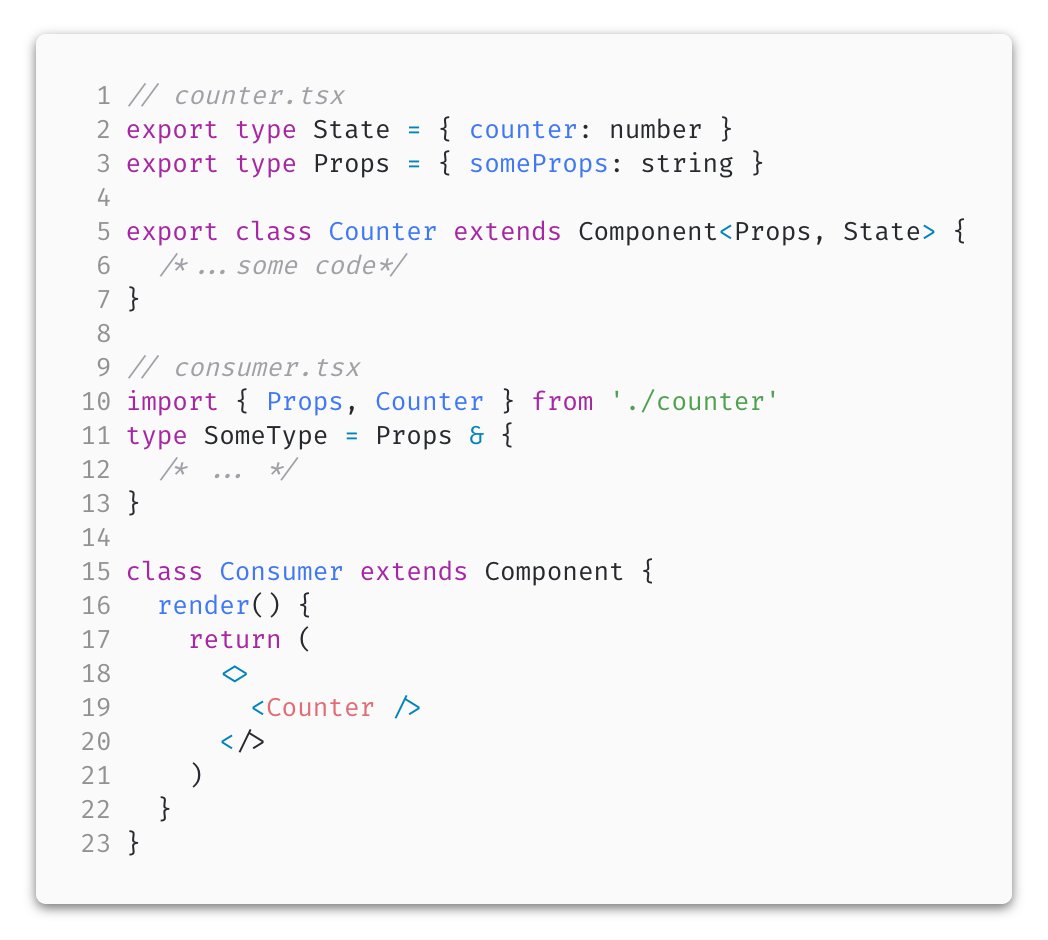 1 // counter.tsx
2 export type State = { counter: number }
3 export type Props = { someProps: string }
4
5 export class Counter extends Component<Props, State> {
6   /*...some code*/
7 }
8
9 // consumer.tsx
10 import { Props, Counter } from './counter'
11 type SomeType = Props & {
12   /* ... */
13 }
14
15 class Consumer extends Component {
16   render() {
17     return (
18       <>
19         <Counter />
20       </>
21     )
22   }
23 }